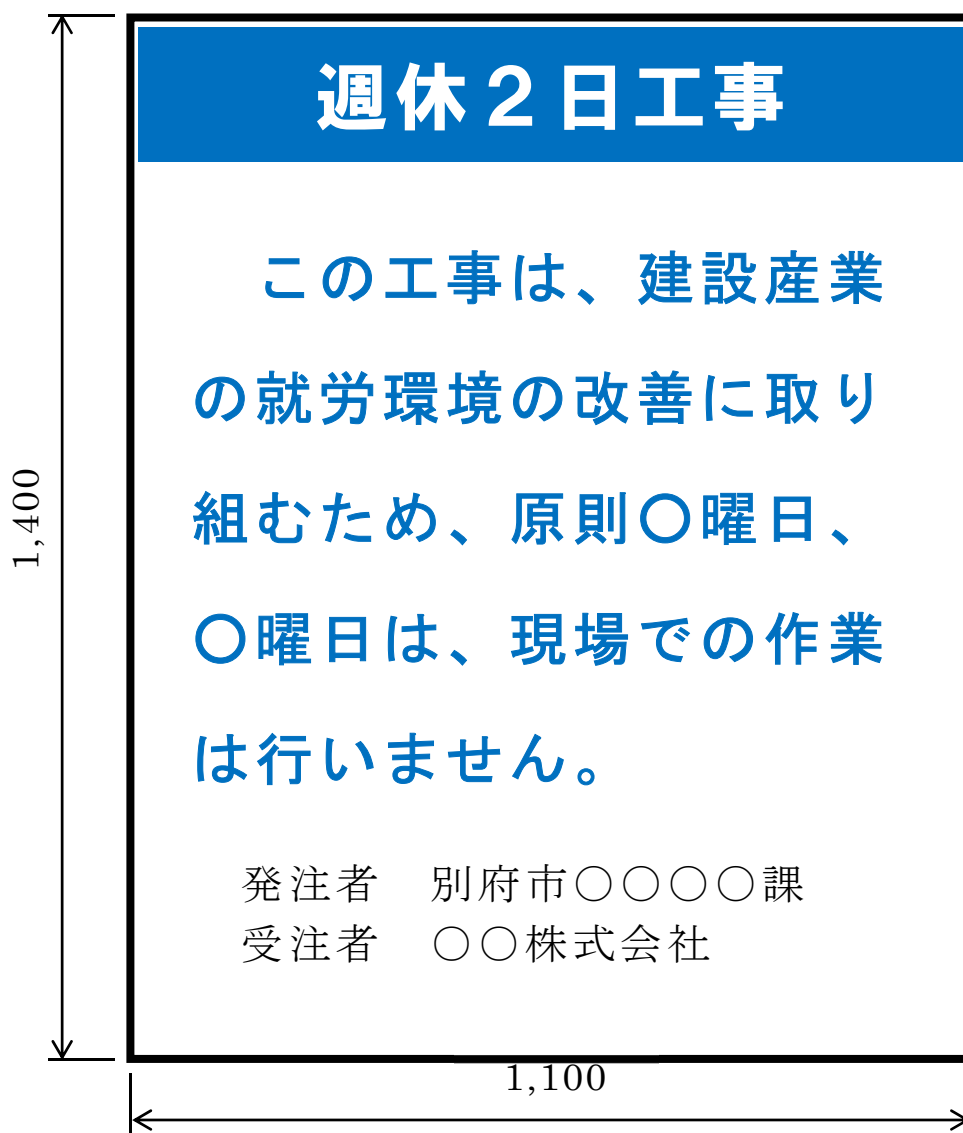 週休２日工事
この工事は、建設産業
の就労環境の改善に取り
組むため、原則〇曜日、
〇曜日は、現場での作業
は行いません。
発注者　別府市〇〇〇〇課
受注者　〇〇株式会社
1,400
1,100